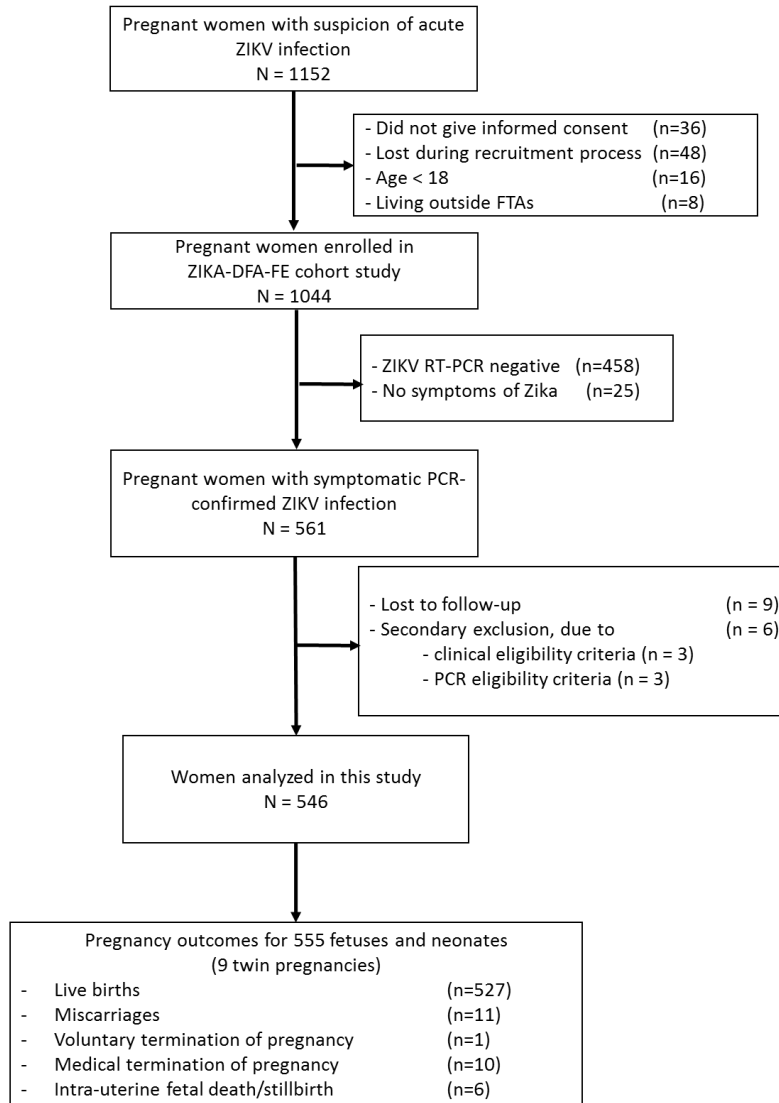 Pregnant women with suspicion of acute
ZIKV infection
N = 1152
- Did not give informed consent (n=36)
- Lost during recruitment process (n=48)
- Age < 18 (n=16)
- Living outside FTAs (n=8)
Pregnant women enrolled in
ZIKA-DFA-FE cohort study
N = 1044
- ZIKV RT-PCR negative (n=458)
- No symptoms of Zika (n=25)
Pregnant women with symptomatic PCR-
confirmed ZIKV infection
N = 561
- Lost to follow-up (n = 9)
- Secondary exclusion, due to (n = 6)
- clinical eligibility criteria (n = 3)
- PCR eligibility criteria (n = 3)
Women analyzed in this study
N = 546
Pregnancy outcomes for 555 fetuses and neonates
(9 twin pregnancies)
- Live births (n=527)
- Miscarriages (n=11)
- Voluntary termination of pregnancy (n=1)
- Medical termination of pregnancy (n=10)
- Intra-uterine fetal death/stillbirth (n=6)